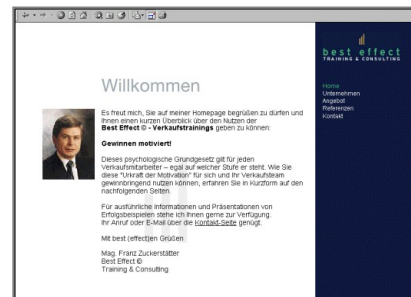 Willkommen
Es freut mich, Sie auf meiner Homepage begrüßen zu dürfen und
Ihnen einen kurzen Überblick über den Nutzen der
Best Effect © - Verkaufstrainings geben zu können:
Gewinnen motiviert!
Dieses psychologische Grundgesetz gilt für jeden
Verkaufsmitarbeiter – egal auf welcher Stufe er steht. Wie Sie
diese "Urkraft der Motivation" für sich und Ihr Verkaufsteam
gewinnbringend nutzen können, erfahren Sie in Kurzform auf den
nachfolgenden Seiten.
Für ausführliche Informationen und Präsentationen von
Erfolgsbeispielen stehe ich Ihnen gerne zur Verfügung.
Ihr Anruf oder E-Mail über die Kontakt-Seite genügt.
Mit best (effect)en Grüßen
Mag. Franz Zuckerstätter
Best Effect ©
Training & Consulting
best effect
TRAINING & CONSULTING
Home
Unternehmen
Angebot
Referenzen
Kontakt